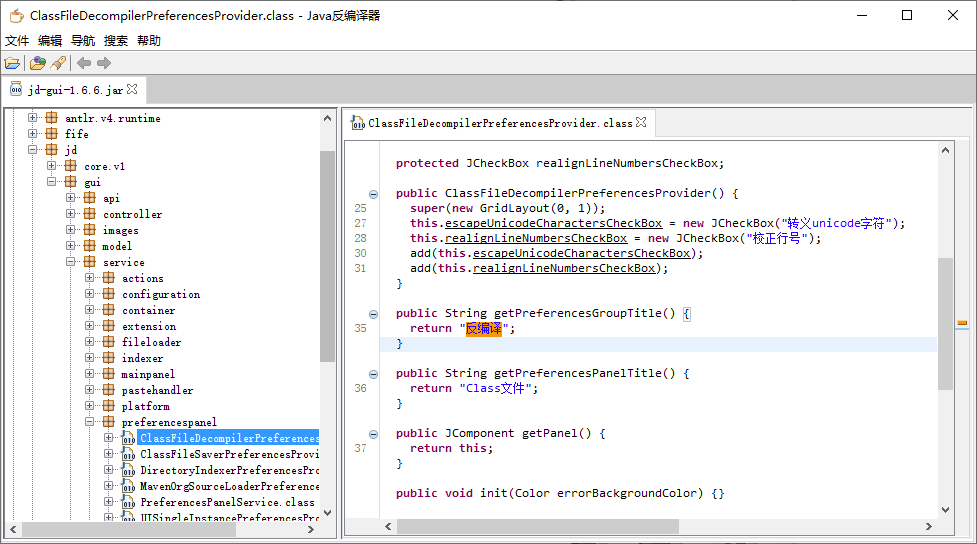 ClassFileDecompilerPreferencesProvider.class - Java反编译器
文件 编辑 导航 搜索 帮助
jd-gui-1.6.6.jar
antlr.v4.runtime
fife
jd
core.v1
gui
api
controller
images
model
service
actions
configuration
container
extension
fileloader
indexer
mainpanel
pastehandler
platform
preferencespanel
ClassFileDecompilerPreferences
ClassFileSaverPreferencesProvi
DirectoryIndexerPreferencesPro
MavenOrgSourceLoaderPreference
PreferencesPanelService.class
UISingleInstancePreferencesPro
ClassFileDecompilerPreferencesProvider.class
protected JCheckBox realignLineNumbersCheckBox;
public ClassFileDecompilerPreferencesProvider() {
25 super(new GridLayout(0, 1));
27 this.escapeUnicodeCharactersCheckBox = new JCheckBox("转义unicode字符");
28 this.realignLineNumbersCheckBox = new JCheckBox("校正行号");
30 add(this.escapeUnicodeCharactersCheckBox);
31 add(this.realignLineNumbersCheckBox);
}
public String getPreferencesGroupTitle() {
35 return "反编译";
}
public String getPreferencesPanelTitle() {
36 return "Class文件";
}
public JComponent getPanel() {
37 return this;
}
public void init(Color errorBackgroundColor) {}